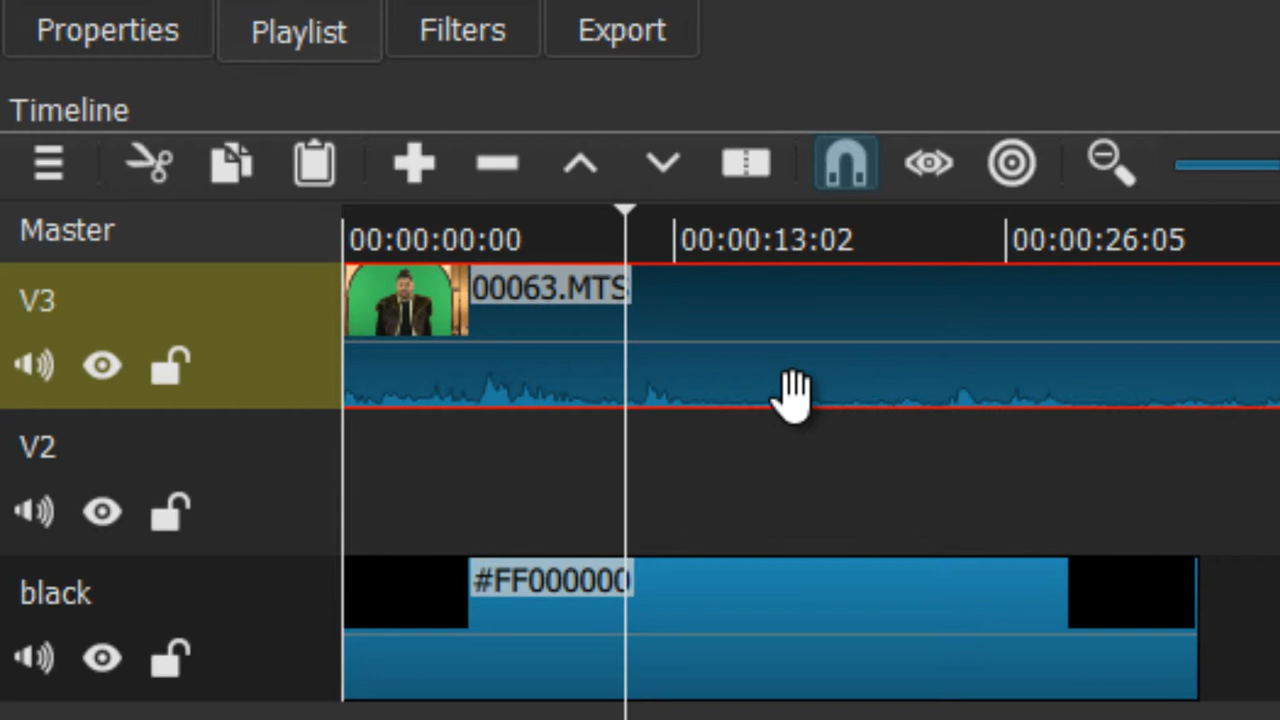 Properties Playlist Filters Export
Timeline
Master
00:00:00:00 00:00:13:02 00:00:26:05
V3
00063.MTS
V2
black
#FF000000